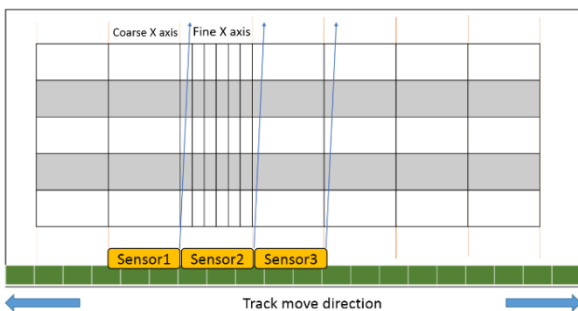 Coarse X axis Fine X axis
Sensor1 Sensor2 Sensor3
Track move direction